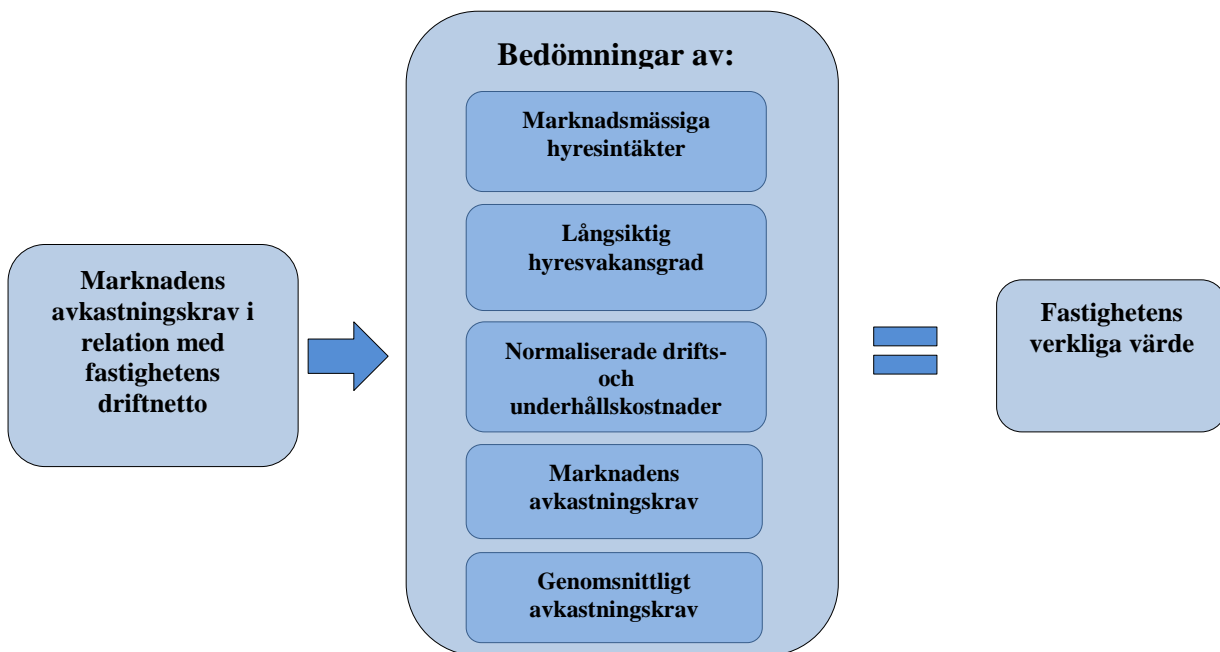 Marknadens
avkastningskrav i
relation med
fastighetens
driftnetto
Bedömningar av:
Marknadsmässiga
hyresintäkter
Långsiktig
hyresvakansgrad
Normaliserade drifts-
och
underhållskostnader
Marknadens
avkastningskrav
Genomsnittligt
avkastningskrav
Fastighetens
verkliga värde